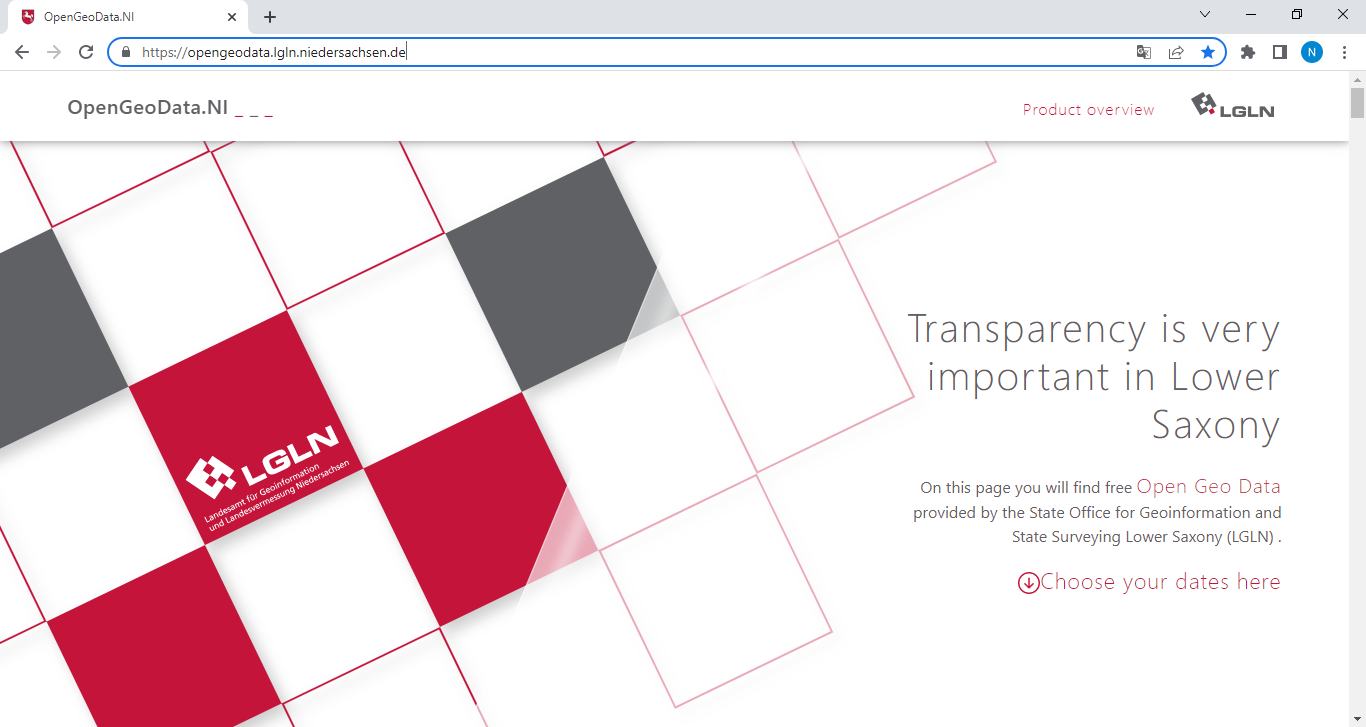 OpenGeoData.NI
https://opengeodata.lgln.niedersachsen.de
N
OpenGeoData.NI _ _ _
Product overview
LGLN
Transparency is very
important in Lower
Saxony
On this page you will find free Open Geo Data
provided by the State Office for Geoinformation and
State Surveying Lower Saxony (LGLN) .
Choose your dates here
LGLN
Landesamt für Geoinformation
und Landesvermessung Niedersachsen